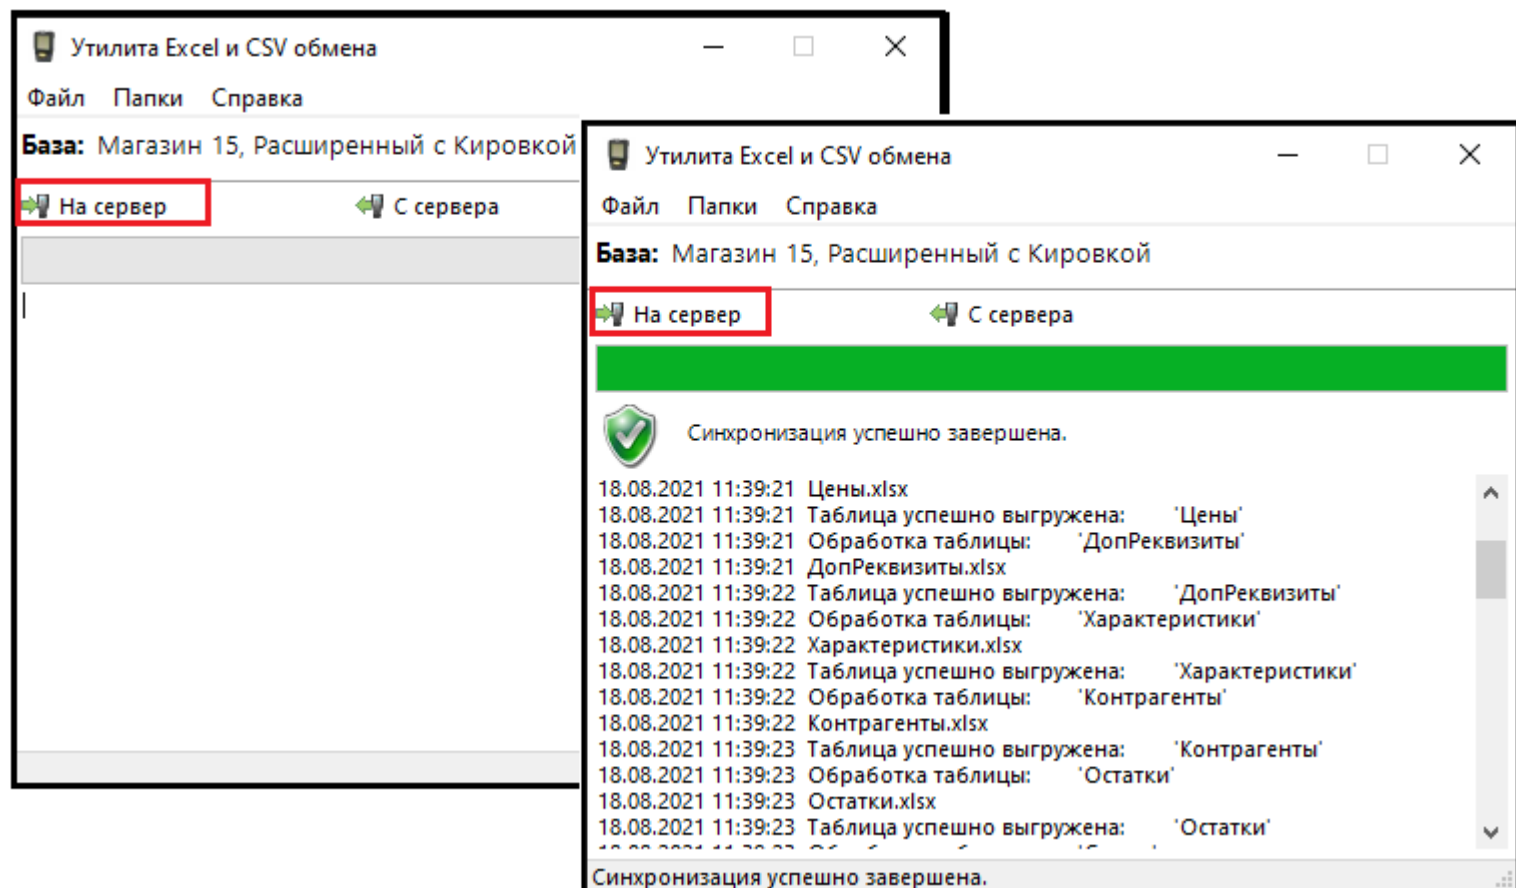 Утилита Excel и CSV обмена
Файл Папки Справка
База: Магазин 15, Расширенный с Кировкой
На сервер С сервера
Утилита Excel и CSV обмена
Файл Папки Справка
База: Магазин 15, Расширенный с Кировкой
На сервер С сервера
Синхронизация успешно завершена.
18.08.2021 11:39:21 Цены.xlsx
18.08.2021 11:39:21 Таблица успешно выгружена: 'Цены'
18.08.2021 11:39:21 Обработка таблицы: 'ДопРеквизиты'
18.08.2021 11:39:21 ДопРеквизиты.xlsx
18.08.2021 11:39:22 Таблица успешно выгружена: 'ДопРеквизиты'
18.08.2021 11:39:22 Обработка таблицы: 'Характеристики'
18.08.2021 11:39:22 Характеристики.xlsx
18.08.2021 11:39:22 Таблица успешно выгружена: 'Характеристики'
18.08.2021 11:39:22 Обработка таблицы: 'Контрагенты'
18.08.2021 11:39:22 Контрагенты.xlsx
18.08.2021 11:39:23 Таблица успешно выгружена: 'Контрагенты'
18.08.2021 11:39:23 Обработка таблицы: 'Остатки'
18.08.2021 11:39:23 Остатки.xlsx
18.08.2021 11:39:23 Таблица успешно выгружена: 'Остатки'
Синхронизация успешно завершена.